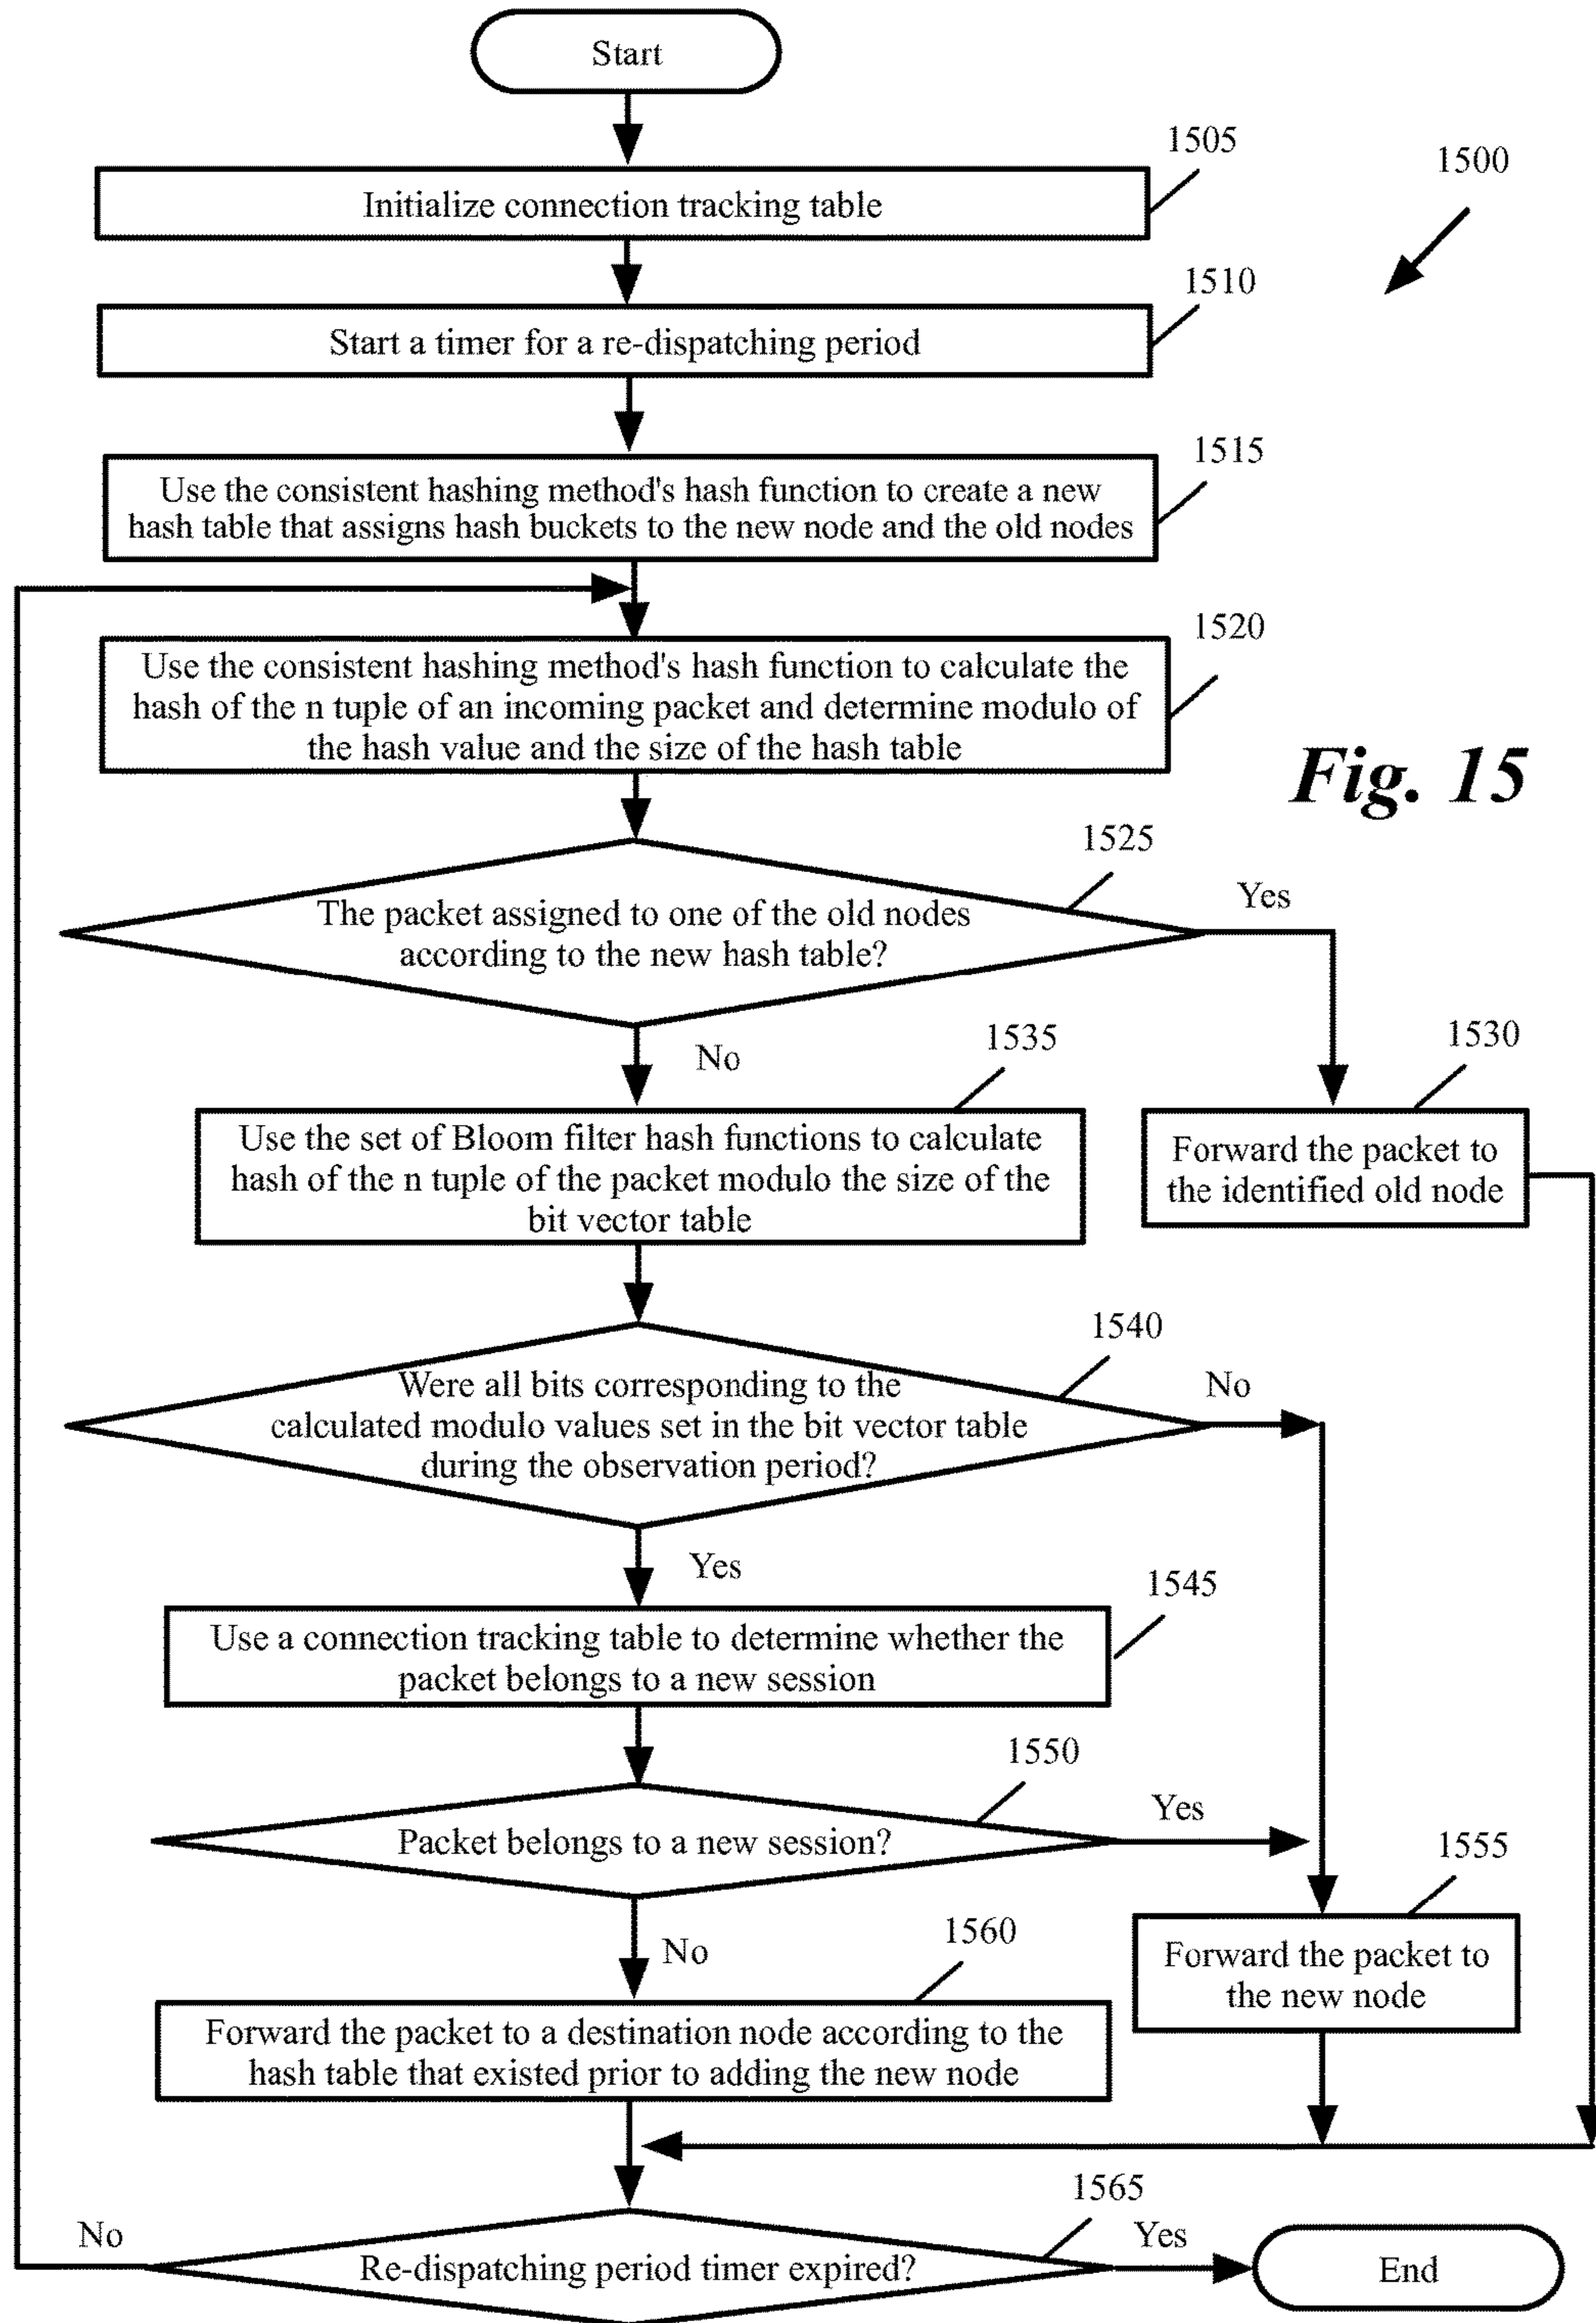 Start
1505
1500
Initialize connection tracking table
1510
Start a timer for a re-dispatching period
1515
Use the consistent hashing method's hash function to create a new
hash table that assigns hash buckets to the new node and the old nodes
1520
Use the consistent hashing method's hash function to calculate the
hash of the n tuple of an incoming packet and determine modulo of
the hash value and the size of the hash table
Fig. 15
1525
Yes
The packet assigned to one of the old nodes
according to the new hash table?
No
1535
1530
Use the set of Bloom filter hash functions to calculate
hash of the n tuple of the packet modulo the size of the
bit vector table
Forward the packet to
the identified old node
1540
No
Were all bits corresponding to the
calculated modulo values set in the bit vector table
during the observation period?
Yes
1545
Use a connection tracking table to determine whether the
packet belongs to a new session
1550
Yes
Packet belongs to a new session?
1555
No
1560
Forward the packet to
the new node
Forward the packet to a destination node according to the
hash table that existed prior to adding the new node
1565
No
Yes
Re-dispatching period timer expired?
End